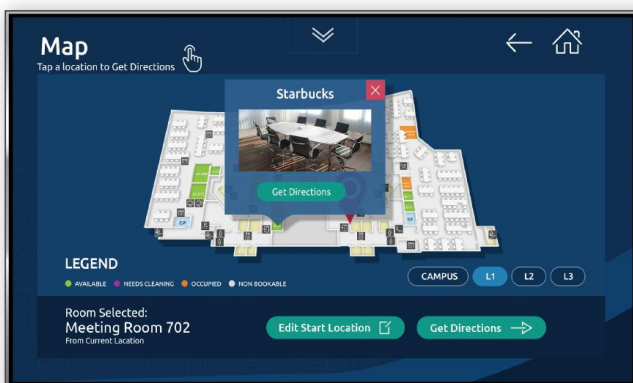 Map
Tap a location to Get Directions
Starbucks
Get Directions
LEGEND
AVAILABLE
NEEDS CLEANING
OCCUPIED
NON BOOKABLE
CAMPUS
L1
L2
L3
Room Selected:
Meeting Room 702
From Current Location
Edit Start Location
Get Directions